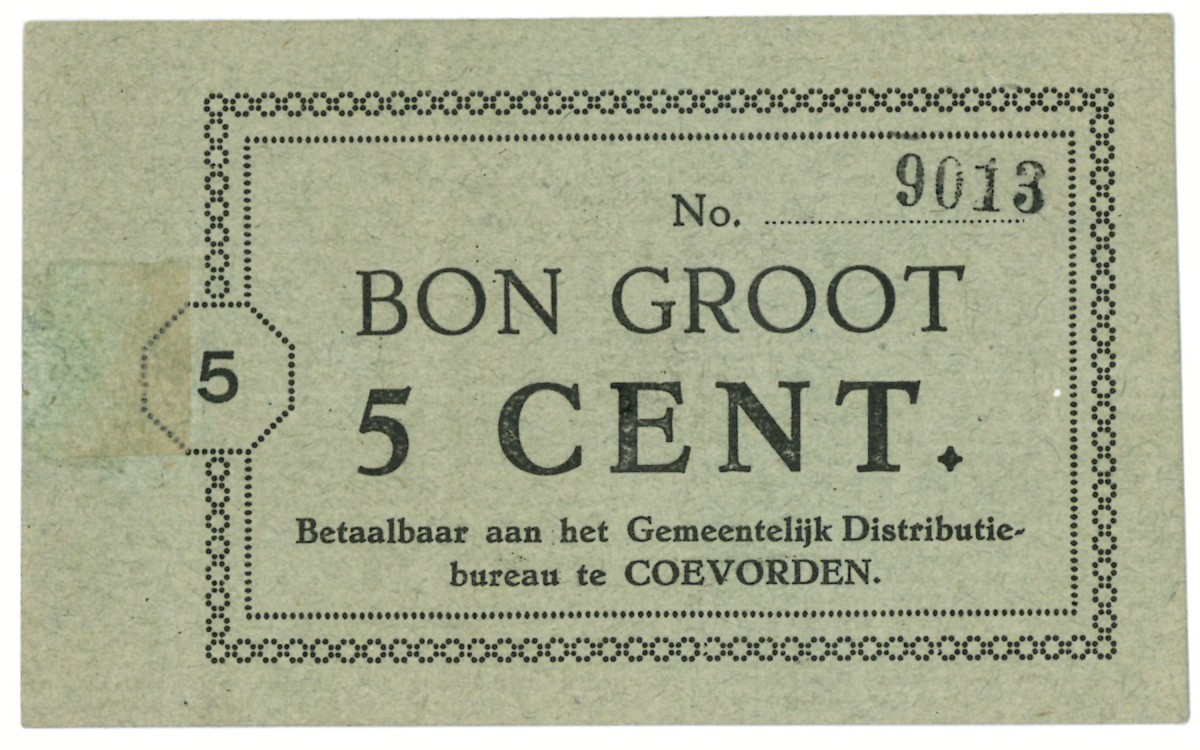 No. 9013
BON GROOT
5
5 CENT.
Betaalbaar aan het Gemeentelijk Distributie-
bureau te COEVORDEN.